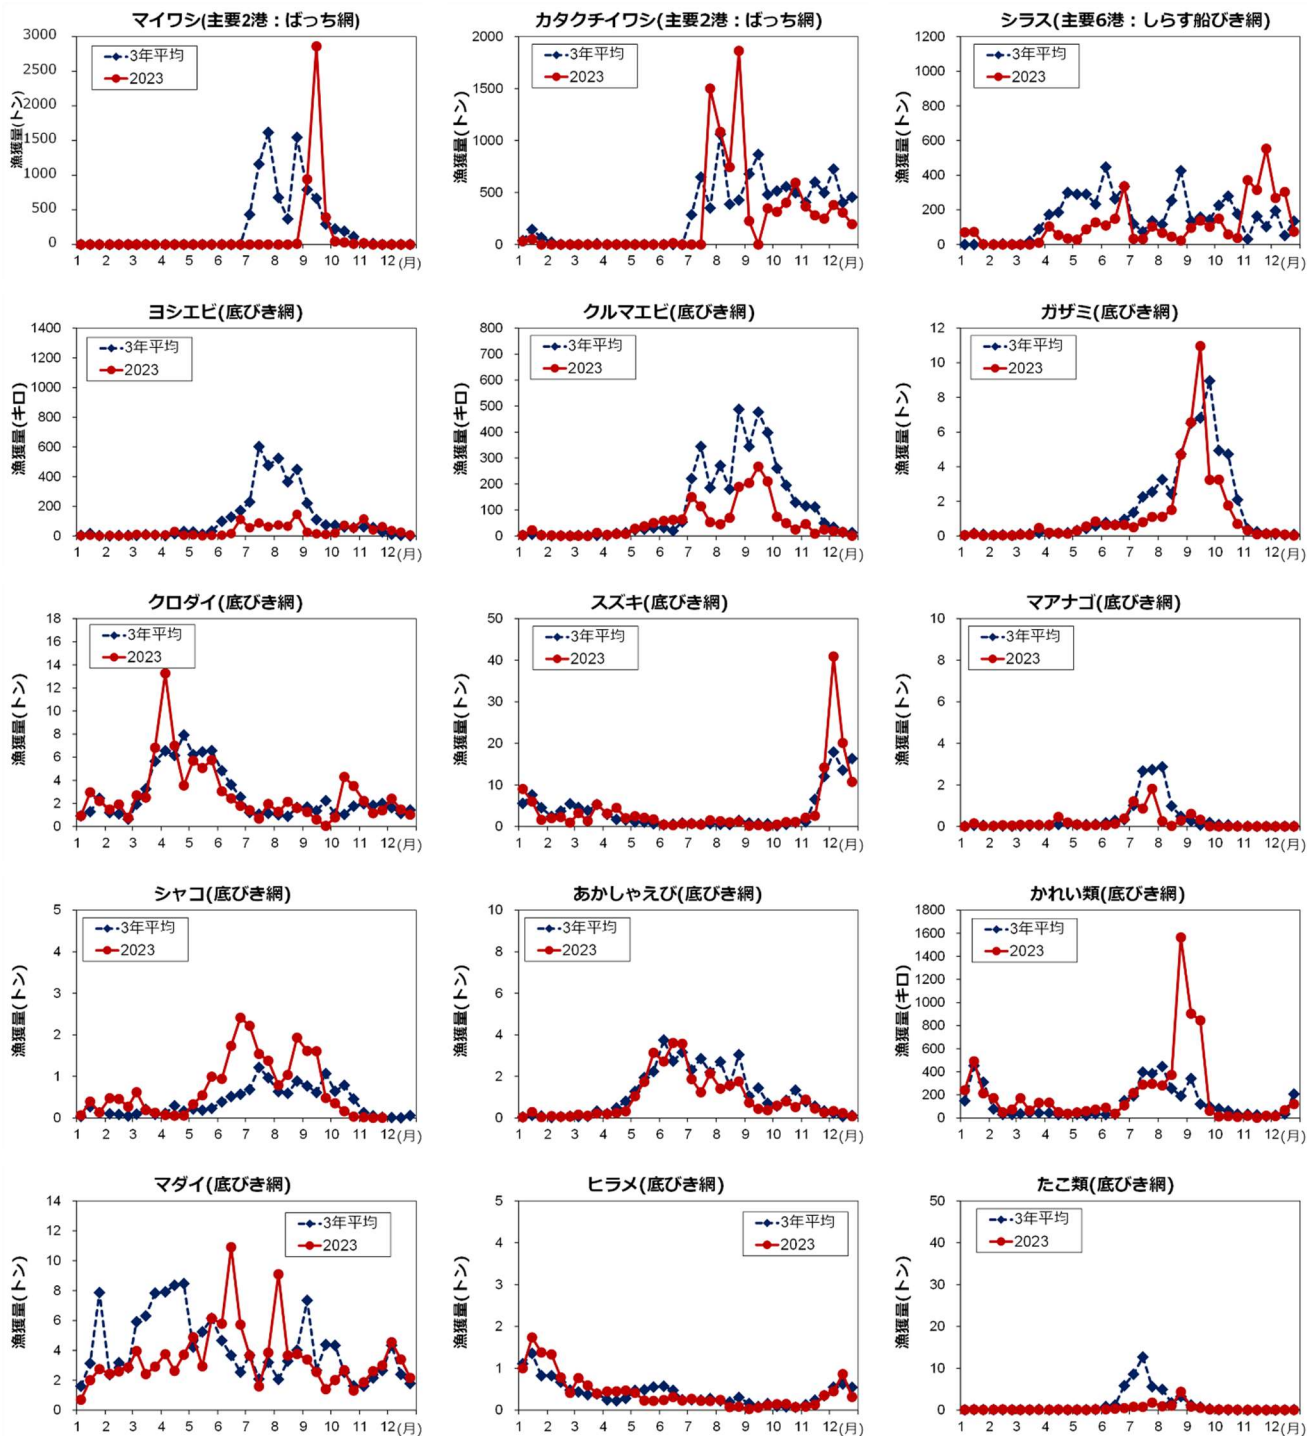 マイワシ(主要2港：ばっち網)
漁獲量(トン)
3000
2500
2000
1500
1000
500
0
3年平均
2023
1 2 3 4 5 6 7 8 9 10 11 12(月)
カタクチイワシ(主要2港：ばっち網)
漁獲量(トン)
2000
1500
1000
500
0
3年平均
2023
1 2 3 4 5 6 7 8 9 10 11 12(月)
シラス(主要6港：しらす船びき網)
漁獲量(トン)
1200
1000
800
600
400
200
0
3年平均
2023
1 2 3 4 5 6 7 8 9 10 11 12(月)
ヨシエビ(底びき網)
漁獲量(キロ)
1400
1200
1000
800
600
400
200
0
3年平均
2023
1 2 3 4 5 6 7 8 9 10 11 12(月)
クルマエビ(底びき網)
漁獲量(キロ)
800
700
600
500
400
300
200
100
0
3年平均
2023
1 2 3 4 5 6 7 8 9 10 11 12(月)
ガザミ(底びき網)
漁獲量(トン)
12
10
8
6
4
2
0
3年平均
2023
1 2 3 4 5 6 7 8 9 10 11 12(月)
クロダイ(底びき網)
漁獲量(トン)
18
16
14
12
10
8
6
4
2
0
3年平均
2023
1 2 3 4 5 6 7 8 9 10 11 12(月)
スズキ(底びき網)
漁獲量(トン)
50
40
30
20
10
0
3年平均
2023
1 2 3 4 5 6 7 8 9 10 11 12(月)
マアナゴ(底びき網)
漁獲量(トン)
10
8
6
4
2
0
3年平均
2023
1 2 3 4 5 6 7 8 9 10 11 12(月)
シャコ(底びき網)
漁獲量(トン)
5
4
3
2
1
0
3年平均
2023
1 2 3 4 5 6 7 8 9 10 11 12(月)
あかしゃえび(底びき網)
漁獲量(トン)
10
8
6
4
2
0
3年平均
2023
1 2 3 4 5 6 7 8 9 10 11 12(月)
かれい類(底びき網)
漁獲量(キロ)
1800
1600
1400
1200
1000
800
600
400
200
0
3年平均
2023
1 2 3 4 5 6 7 8 9 10 11 12(月)
マダイ(底びき網)
漁獲量(トン)
14
12
10
8
6
4
2
0
3年平均
2023
1 2 3 4 5 6 7 8 9 10 11 12(月)
ヒラメ(底びき網)
漁獲量(トン)
5
4
3
2
1
0
3年平均
2023
1 2 3 4 5 6 7 8 9 10 11 12(月)
たこ類(底びき網)
漁獲量(トン)
50
40
30
20
10
0
3年平均
2023
1 2 3 4 5 6 7 8 9 10 11 12(月)